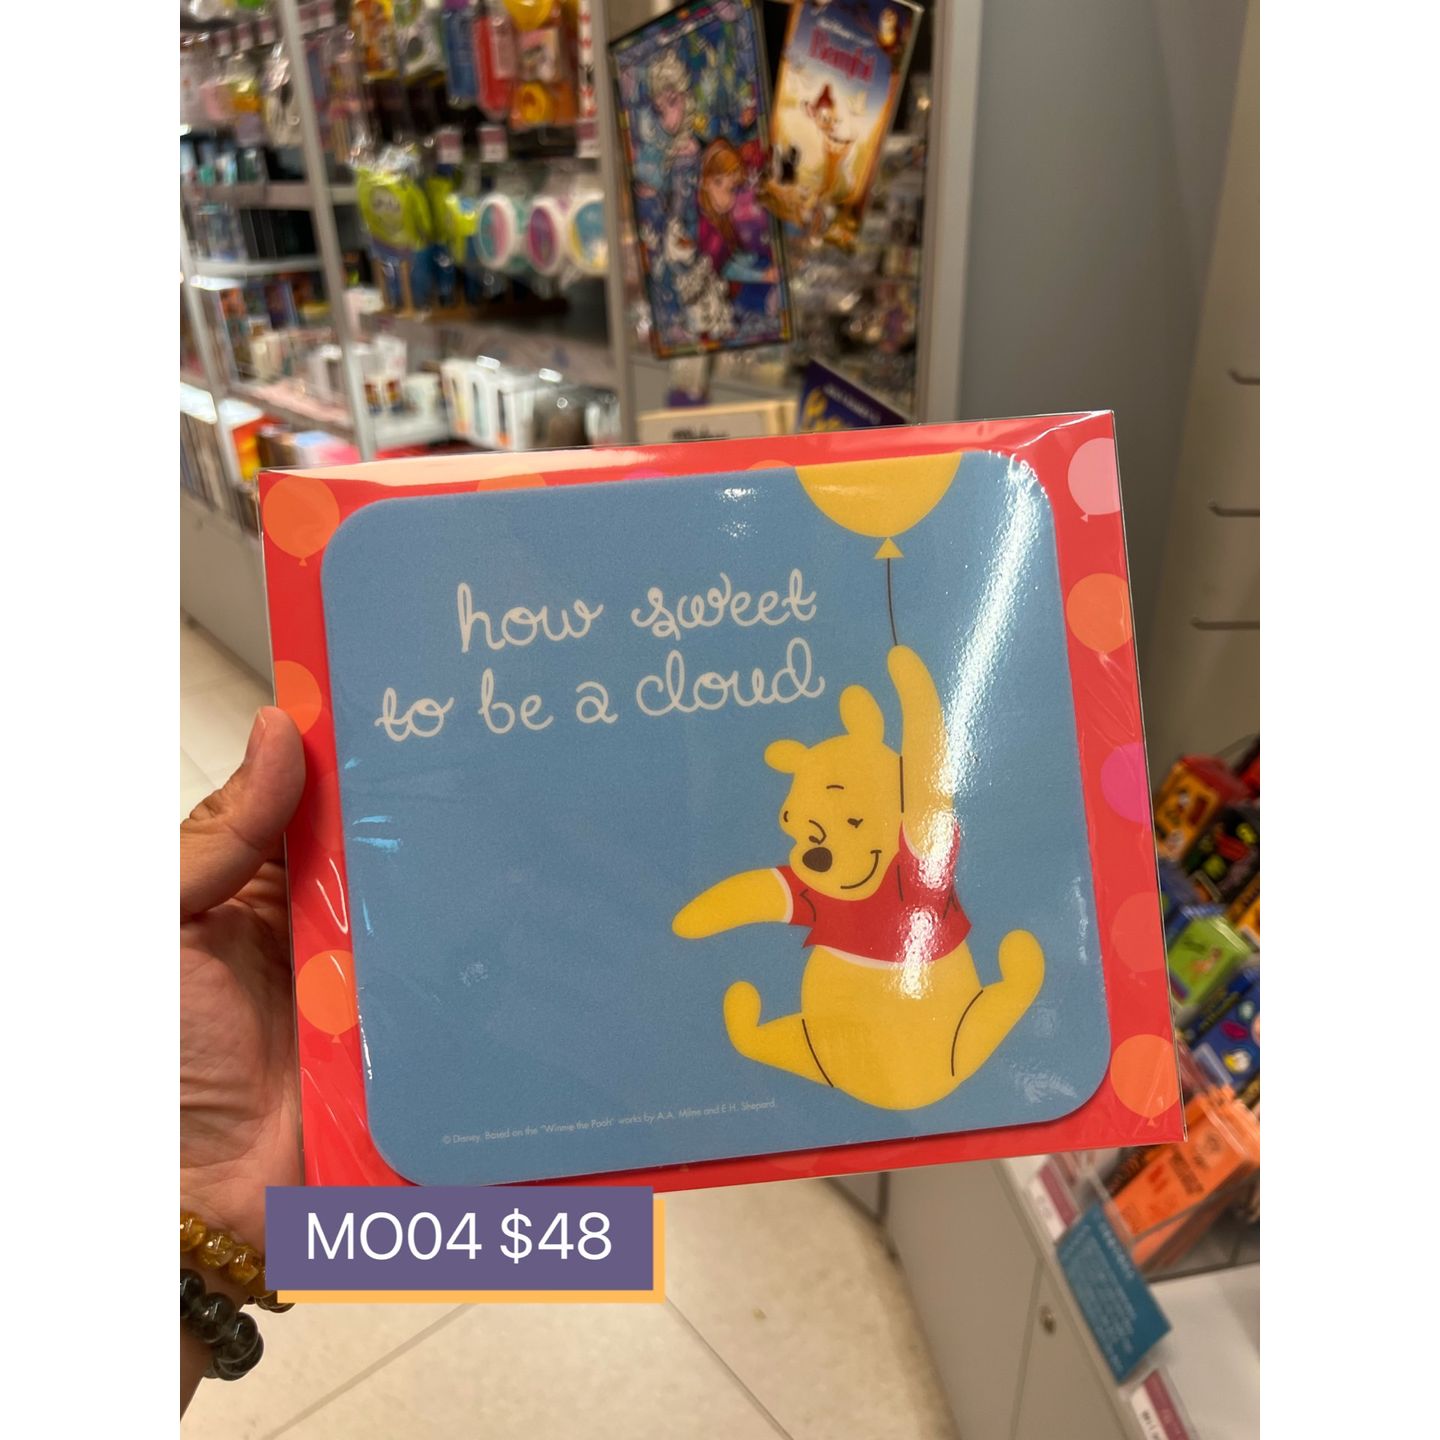 Bambi
how sweet
to be a cloud
© Disney. Based on the "Winnie the Pooh" works by A.A. Milne and E.H. Shepard.
MO04 $48